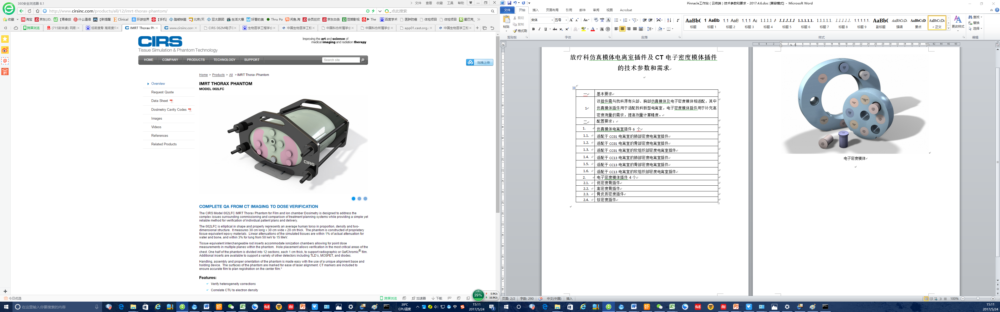 360安全浏览器 8.1
文件 查看 收藏 工具 帮助
http://www.cirsinc.com/products/all/12/imrt-thorax-phantom/
点此搜索
收藏 淘宝 京东(JD. 【青春旅 什么值得 【新提醒 Clinical 环游世界 【手机| 踏破铁鞋 北京/天 亚太跟团 生活大爆 好看的美 Thru Po 闲鱼,淘 会员狂欢 京东白条 豆瓣影视 The 百度学术 医肿防癌 体检项目 体检项目 星巴克_
跨屏浏览 (715封未读) 网易 低密度骨 高密度骨 IMRT Thorax Ph. www.cirsinc.com CIRS 062M电子密 生物医学工程学会 中国生物医学工程 中国科协所属学会 中国科协所属学会 app01.cast.org.c 中国生物医学工程
CIRS
Tissue Simulation & Phantom Technology
Improving the art and science of
medical imaging and radiation therapy
HOME COMPANY PRODUCTS TECHNOLOGY SUPPORT
Search site
拖拽上传
Home > Products > All > IMRT Thorax Phantom
Overview
Request Quote
Data Sheet
Dosimetry Cavity Codes
Images
Videos
References
Related Products
IMRT THORAX PHANTOM
MODEL 002LFC
CIRS
COMPLETE QA FROM CT IMAGING TO DOSE VERIFICATION
The CIRS Model 002LFC IMRT Thorax Phantom for Film and Ion chamber Dosimetry is designed to address the
complex issues surrounding commissioning and comparison of treatment planning systems while providing a simple yet
reliable method for verification of individual patient plans and delivery.
The 002LFC is elliptical in shape and properly represents an average human torso in proportion, density and two-
dimensional structure. It measures 30 cm long x 30 cm wide x 20 cm thick. The phantom is constructed of proprietary
tissue equivalent epoxy materials. Linear attenuations of the simulated tissues are within 1% of actual attenuation for
water and bone, and within 3% for lung from 50 keV to 15 MeV.
Tissue equivalent interchangeable rod inserts accommodate ionization chambers allowing for point dose
measurements in multiple planes within the phantom. Hole placement allows verification in the most critical areas of the
chest. One half of the phantom is divided into 12 sections, each 1 cm thick, to support radiographic or GafChromic® film.
Additional inserts are available to support a variety of other detectors including TLD's, MOSFET, and diodes.
Handling, assembly and proper orientation of the phantom is made easy with the use of a unique alignment base and
holding device. The surfaces of the phantom are marked for ease of laser alignment. CT markers are included to
ensure accurate film to plan registration on the center film.*
Features:
Verify heterogeneity corrections
Correlate CTU to electron density
今日优选
跨屏浏览 加速器 下载
29%
0.9K/s
16.9K/s
在这里输入你要搜索的内容
39℃
CPU温度
中
15:11
2017/5/24
Pinnacle工作站（云终端）技术参数和要求 - 2017.4.6.doc [兼容模式] - Microsoft Word
文件 开始 插入 页面布局 引用 邮件 审阅 视图 Acrobat
粘贴 剪切 复制 格式刷
宋体 五号
标题 标题 1 标题 2 标题 3 标题 4 标题 5 标题 6 标题 7 标题 8 标题 9 副标题 强调 要点 正文
更改样式
查找
替换
选择
剪贴板 字体 段落 样式 编辑
放疗科仿真模体电离室插件及 CT 电子密度模体插件
的技术参数和需求
一 基本要求
1 该插件需与我科原有头部、胸部仿真模体及电子密度模体相适配，其中
仿真模体插件用于适配我科新型电离室，电子密度模体插件用于补充高
密度测量的需求，提高剂量计算精度。
二 配置要求：
1. 仿真模体电离室插件 6 个
1.1. 适配于 CC01 电离室的肺部密度电离室插件
1.2. 适配于 CC01 电离室的骨部密度电离室插件
1.3. 适配于 CC01 电离室的软组织部密度电离室插件
1.4. 适配于 CC13 电离室的肺部密度电离室插件
1.5. 适配于 CC13 电离室的骨部密度电离室插件
1.6. 适配于 CC13 电离室的软组织部密度电离室插件
2. 电子密度模体插件 4 个
2.1. 低密度骨插件
2.2. 高密度骨插件
2.3. 骨皮质密度插件
2.4. 钛密度插件
电子密度模体
页面: 2/2 字数: 290 中文(中国) 插入
100%
15:11
2017/5/24